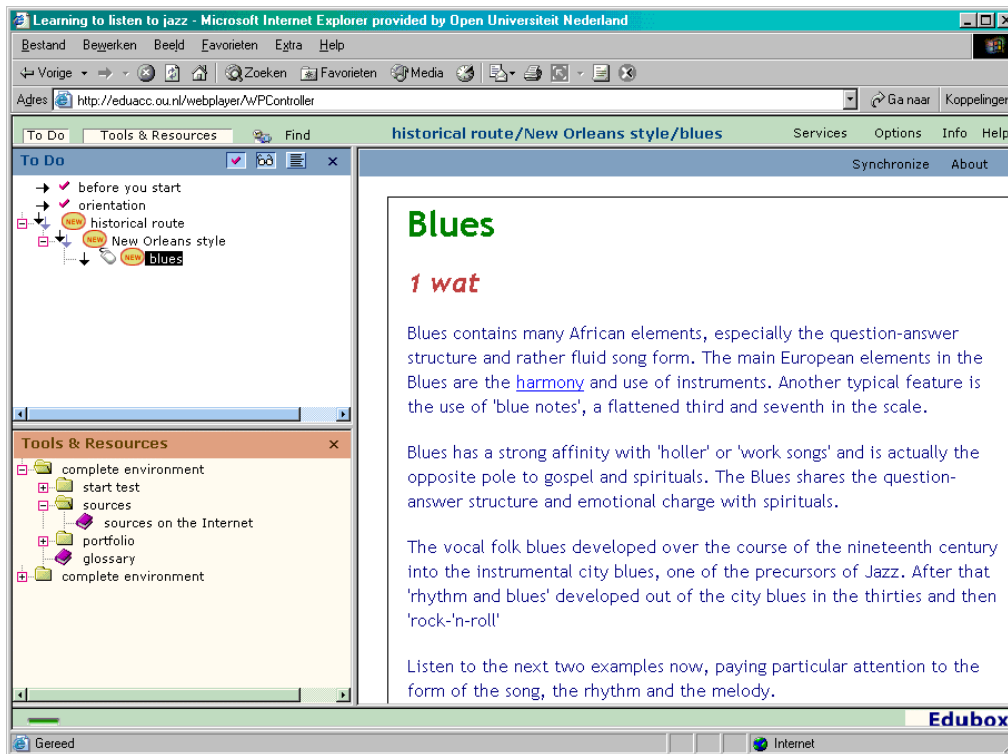 Learning to listen to jazz - Microsoft Internet Explorer provided by Open Universiteit Nederland
Bestand Bewerken Beeld Favorieten Extra Help
Vorige Zoeken Favorieten Media
Adres http://eduacc.ou.nl/webplayer/WPController Ga naar Koppelingen
To Do Tools & Resources Find historical route/New Orleans style/blues Services Options Info Help
To Do
Synchronize About
before you start
orientation
NEW historical route
NEW New Orleans style
NEW blues
Tools & Resources
complete environment
start test
sources
sources on the Internet
portfolio
glossary
complete environment
Blues
1 wat
Blues contains many African elements, especially the question-answer
structure and rather fluid song form. The main European elements in the
Blues are the harmony and use of instruments. Another typical feature is
the use of 'blue notes', a flattened third and seventh in the scale.
Blues has a strong affinity with 'holler' or 'work songs' and is actually the
opposite pole to gospel and spirituals. The Blues shares the question-
answer structure and emotional charge with spirituals.
The vocal folk blues developed over the course of the nineteenth century
into the instrumental city blues, one of the precursors of Jazz. After that
'rhythm and blues' developed out of the city blues in the thirties and then
'rock-'n-roll'
Listen to the next two examples now, paying particular attention to the
form of the song, the rhythm and the melody.
Edubox
Gereed Internet